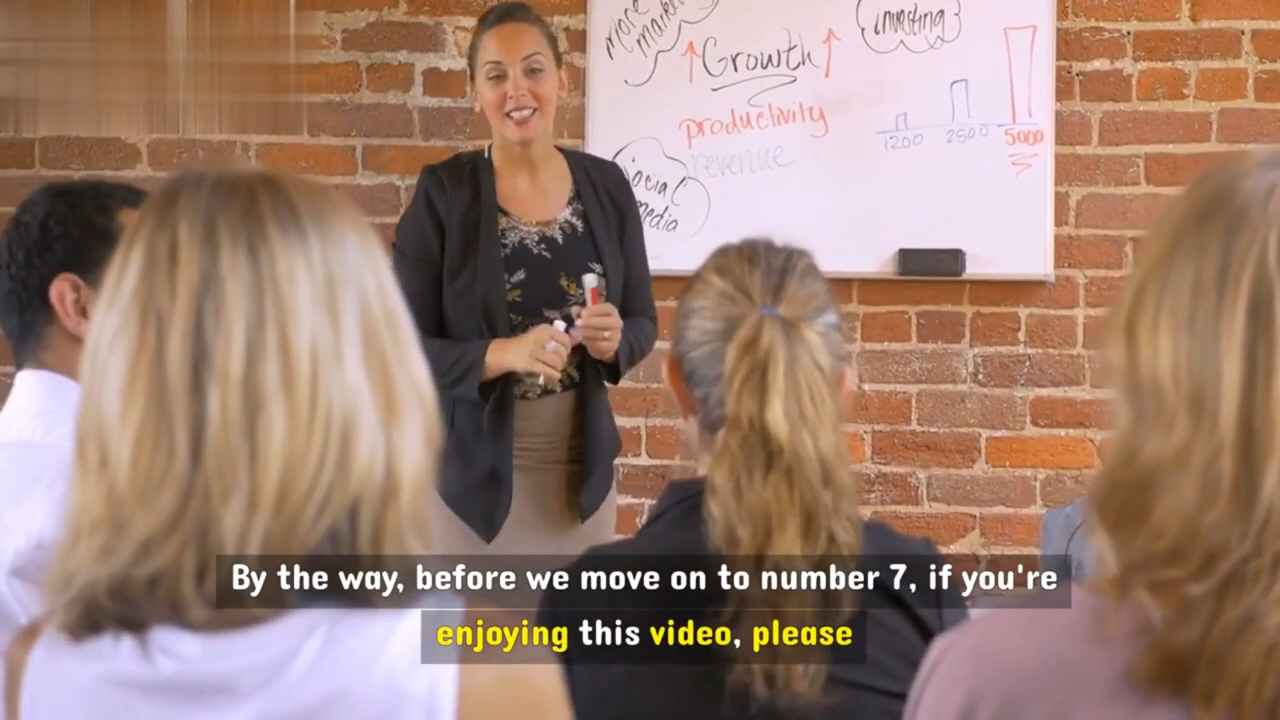 more
market
investing
↑Growth↑
productivity
revenue
1200 2500 5000
social
media
By the way, before we move on to number 7, if you're
enjoying this video, please